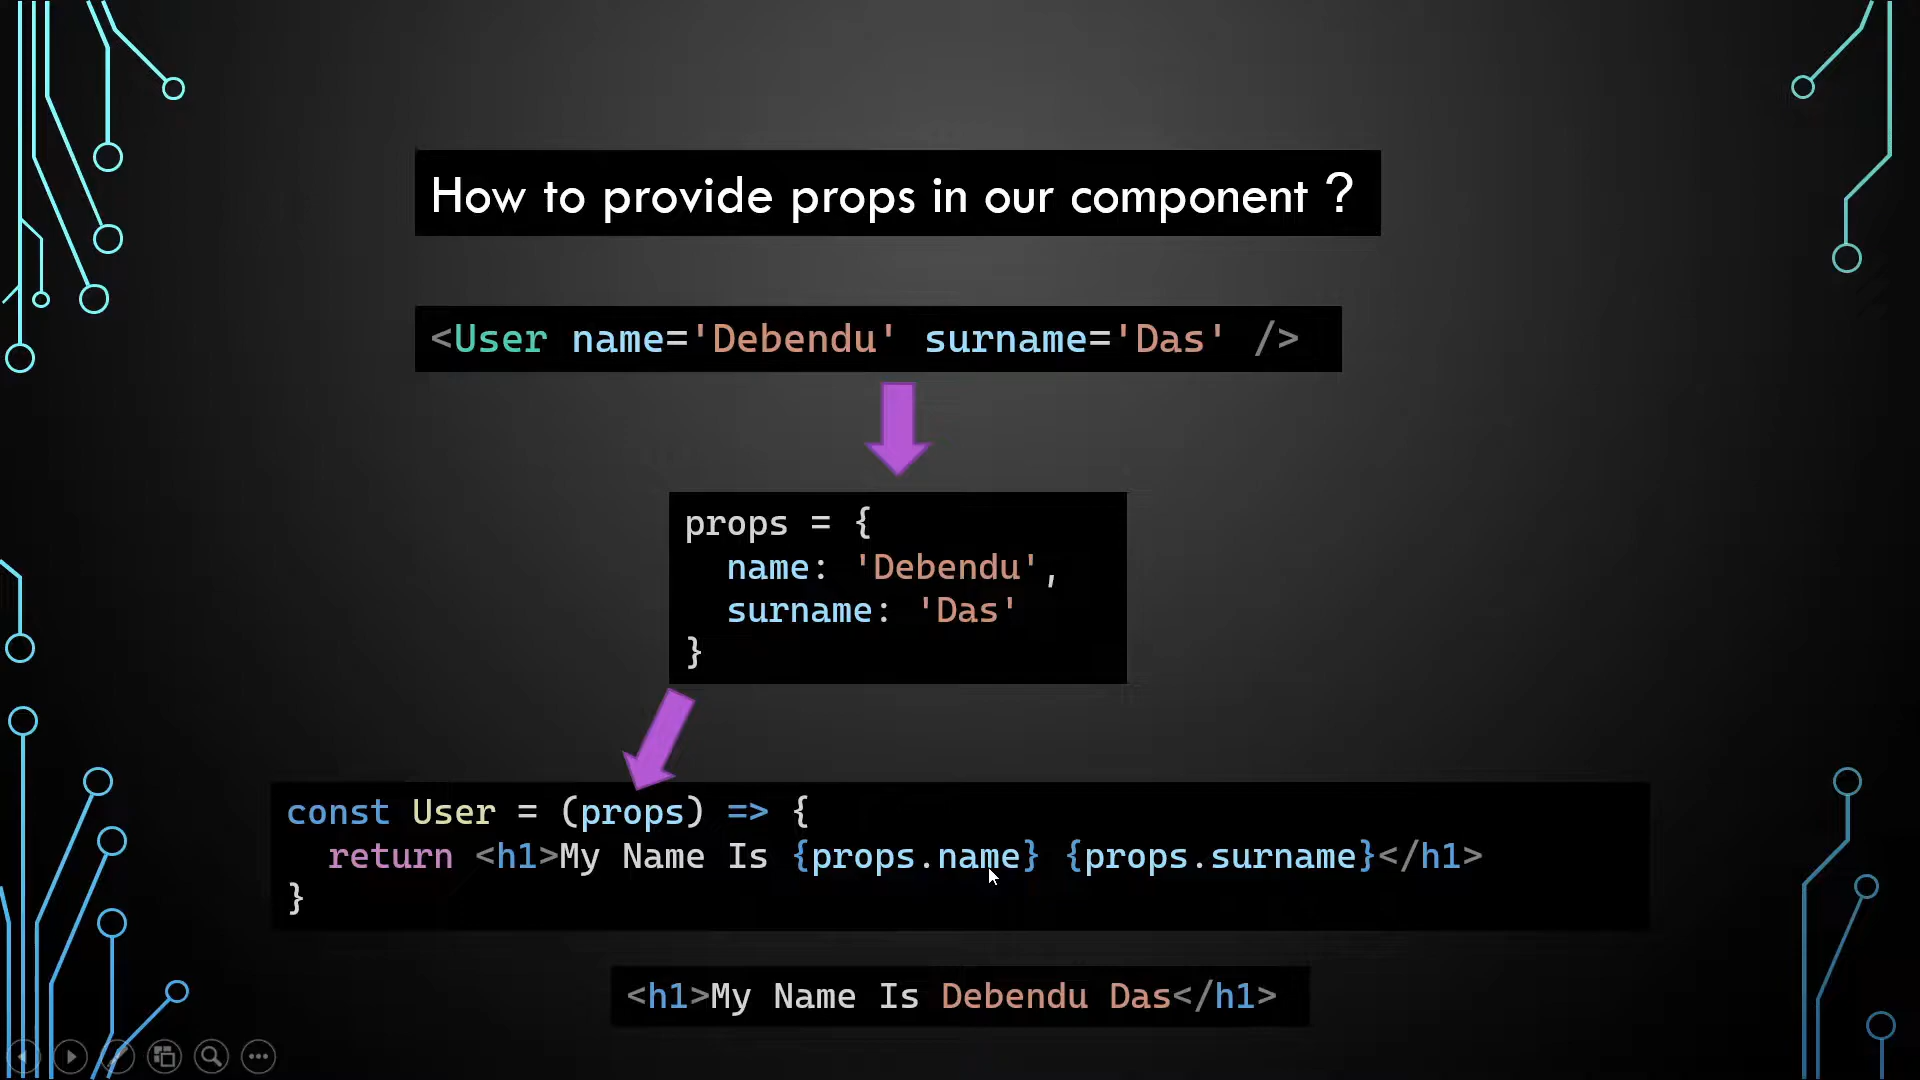 How to provide props in our component ?
<User name='Debendu' surname='Das' />
props = {
  name: 'Debendu',
  surname: 'Das'
}
const User = (props) => {
  return <h1>My Name Is {props.name} {props.surname}</h1>
}
<h1>My Name Is Debendu Das</h1>